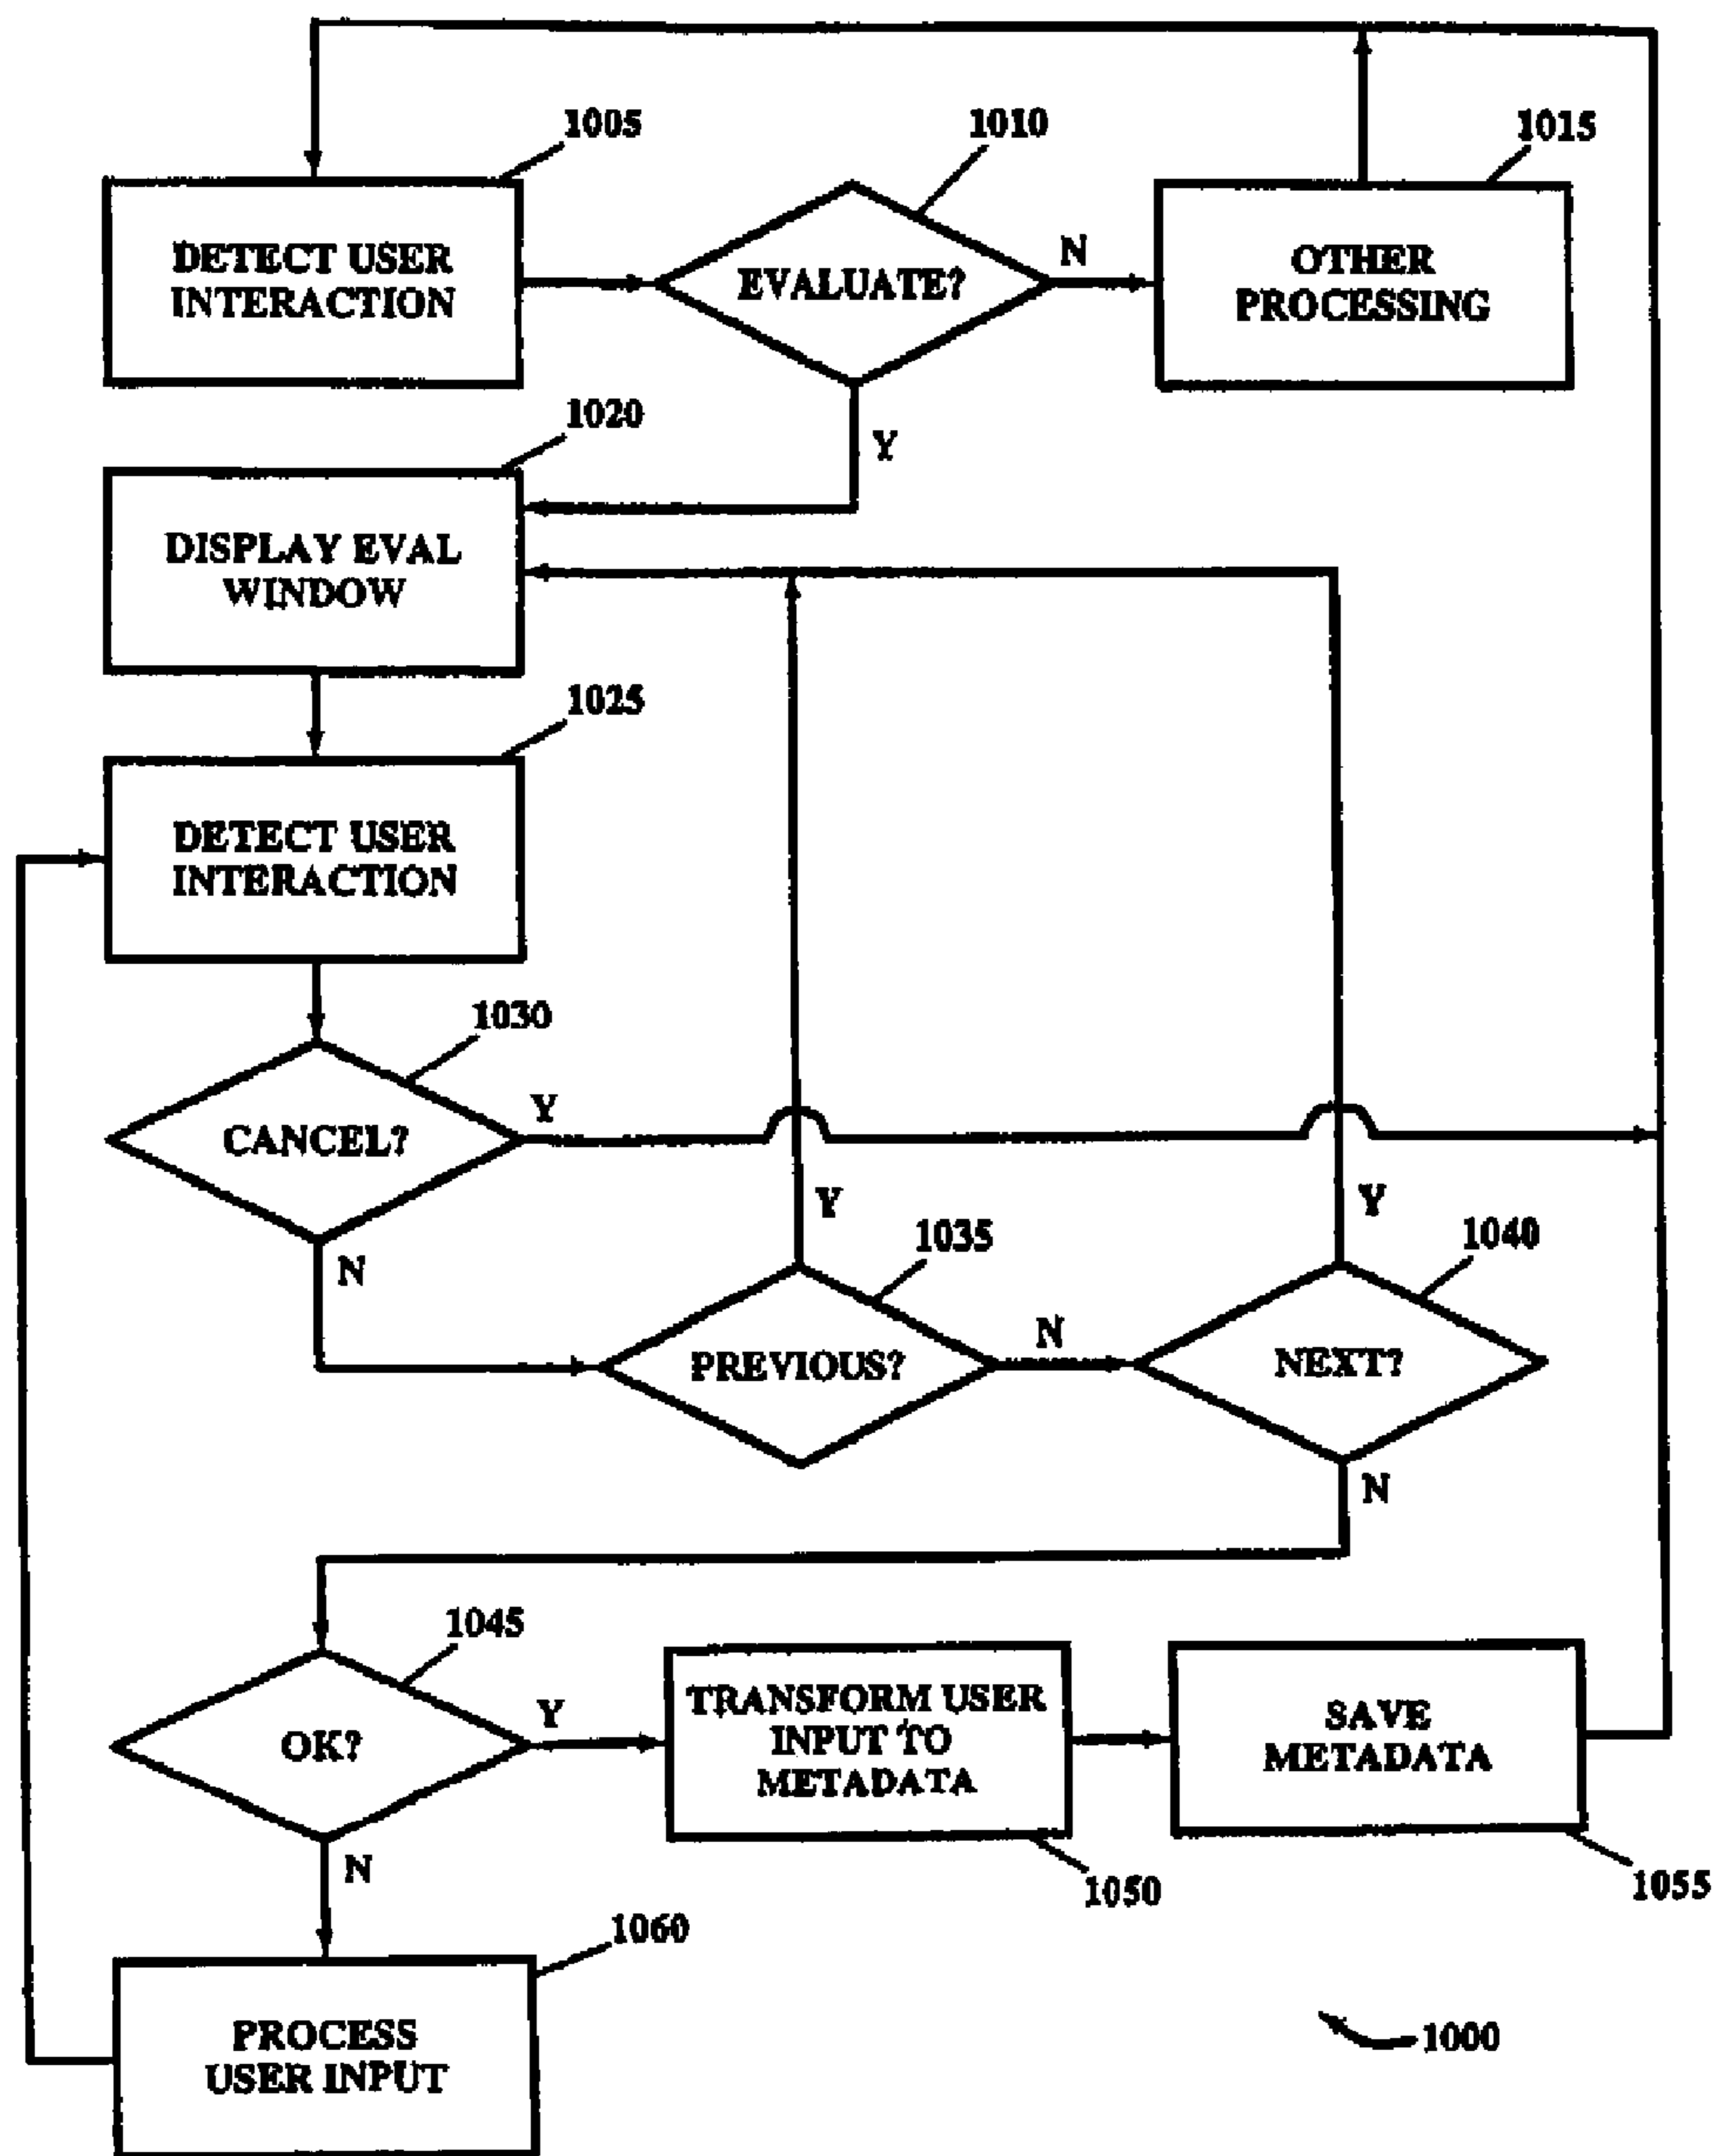 1005
1010
1015
DETECT USER
INTERACTION
EVALUATE?
N
OTHER
PROCESSING
1020
Y
DISPLAY EVAL
WINDOW
1025
DETECT USER
INTERACTION
1030
CANCEL?
Y
N
Y
Y
1035
1040
PREVIOUS?
N
NEXT?
N
1045
OK?
Y
TRANSFORM USER
INPUT TO
METADATA
SAVE
METADATA
N
1050
1055
1060
PROCESS
USER INPUT
1000